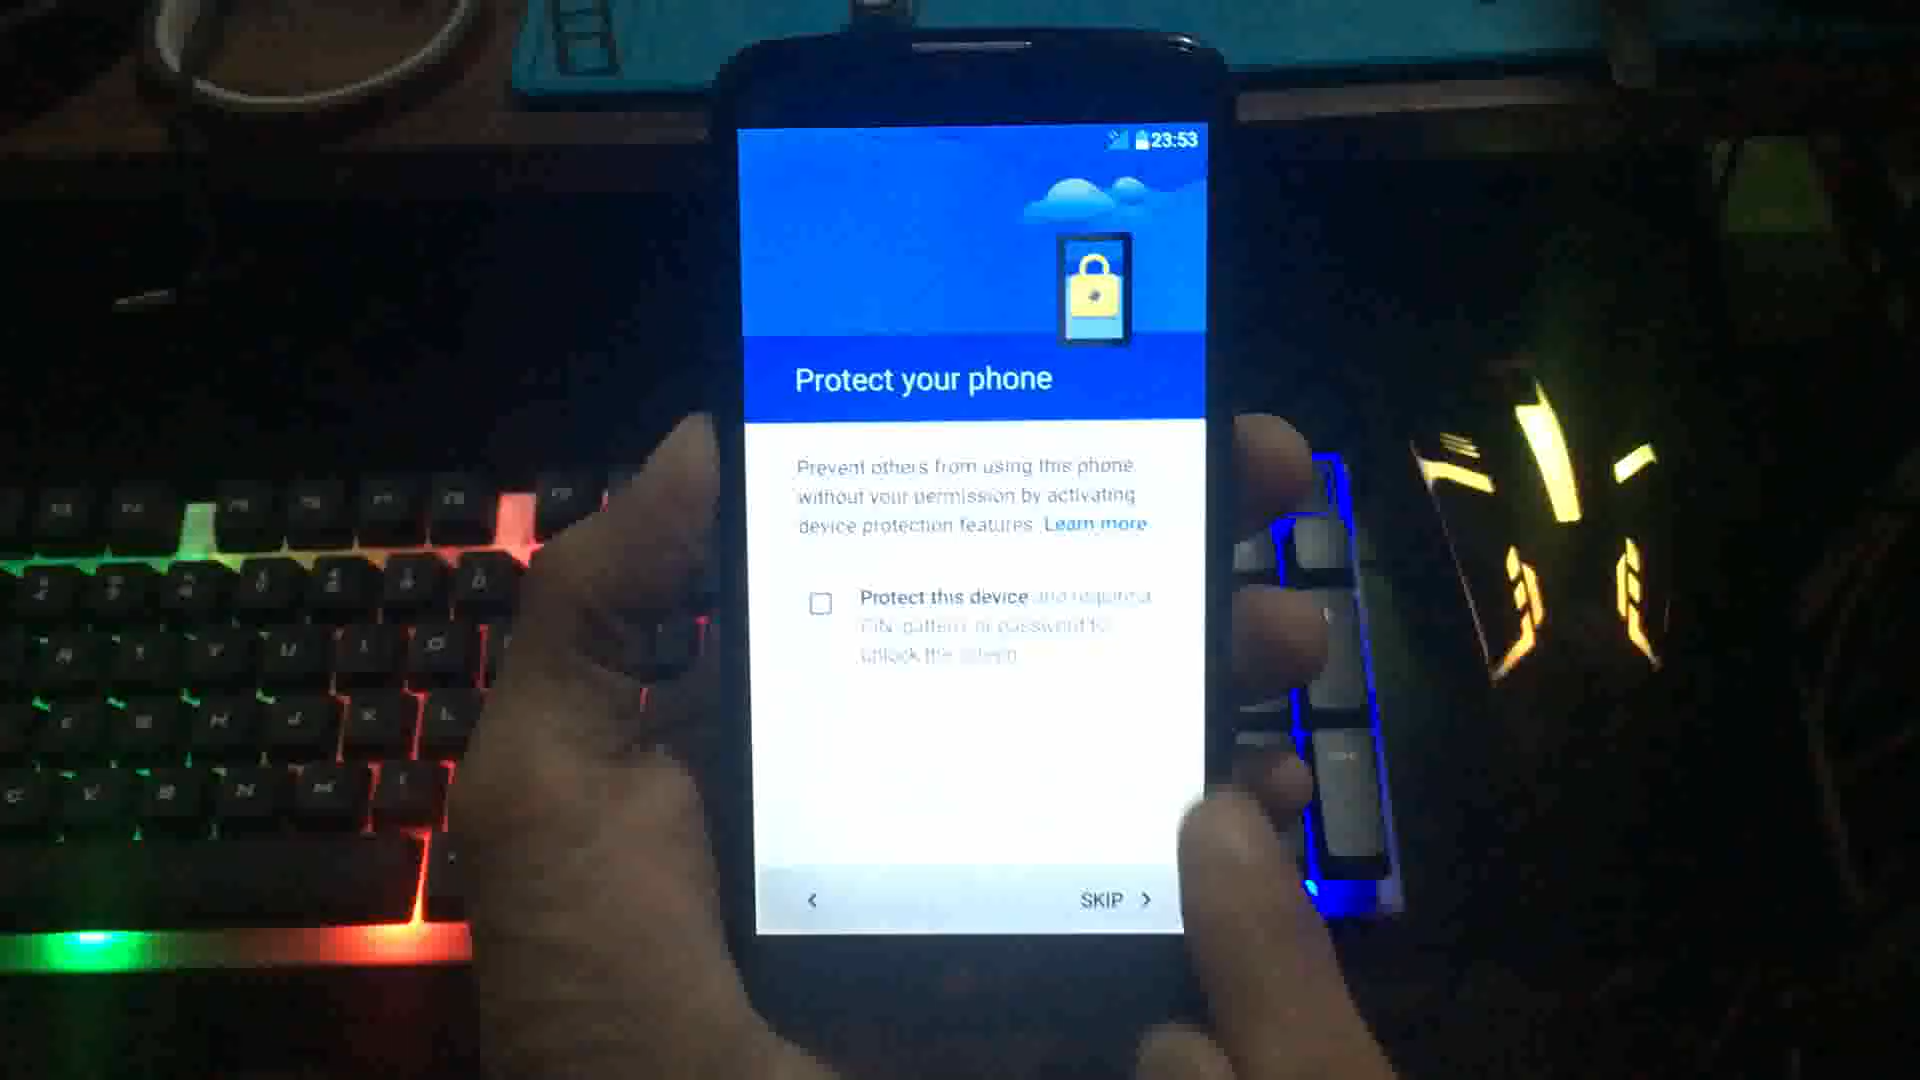 23:53
Protect your phone
Prevent others from using this phone
without your permission by activating
device protection features. Learn more
Protect this device and require a
PIN, pattern or password to
unlock the screen
SKIP